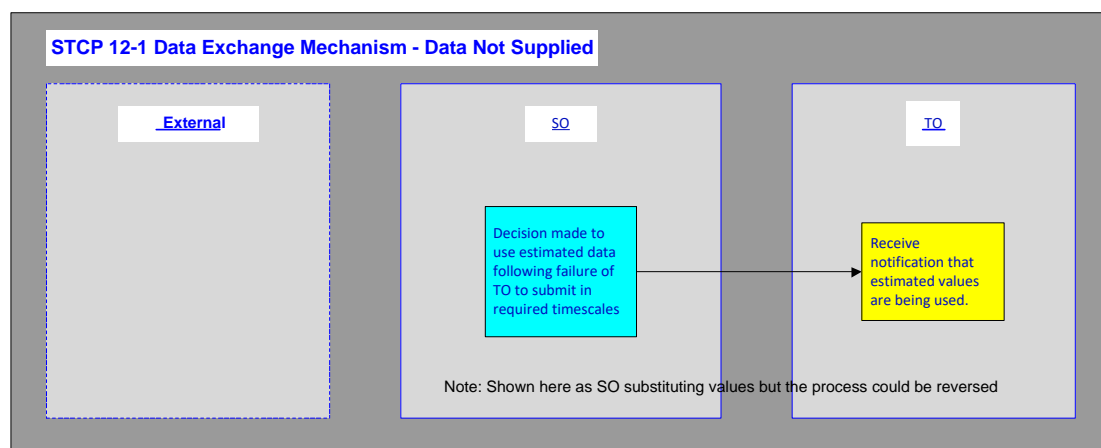 STCP 12-1 Data Exchange Mechanism - Data Not Supplied
External
SO
TO
Decision made to
use estimated data
following failure of
TO to submit in
required timescales
Receive
notification that
estimated values
are being used.
Note: Shown here as SO substituting values but the process could be reversed